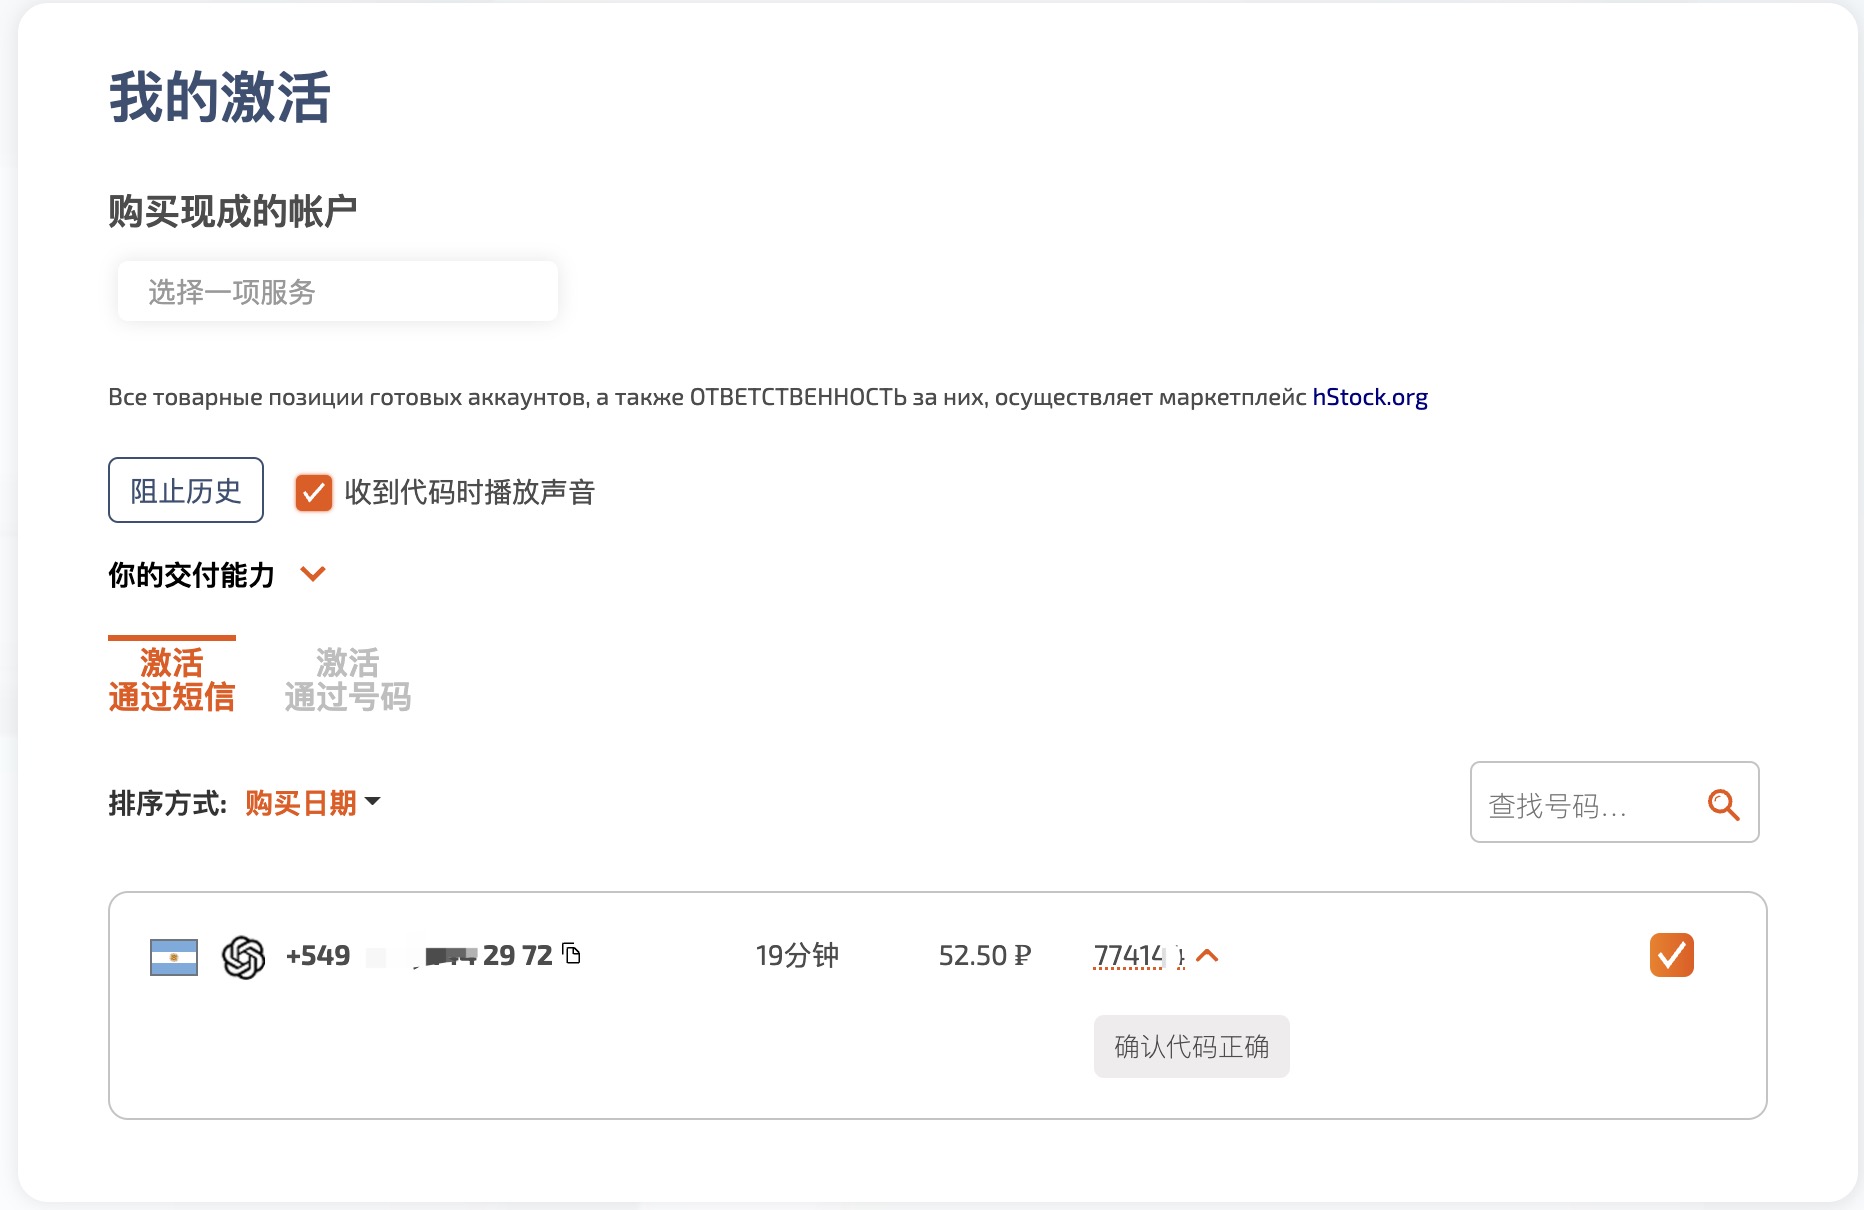 我的激活
购买现成的帐户
选择一项服务
Все товарные позиции готовых аккаунтов, а также ОТВЕТСТВЕННОСТЬ за них, осуществляет маркетплейс hStock.org
阻止历史 收到代码时播放声音
你的交付能力
激活 激活
通过短信 通过号码
排序方式: 购买日期 查找号码...
+549 29 72 19分钟 52.50 ₽ 77414
确认代码正确